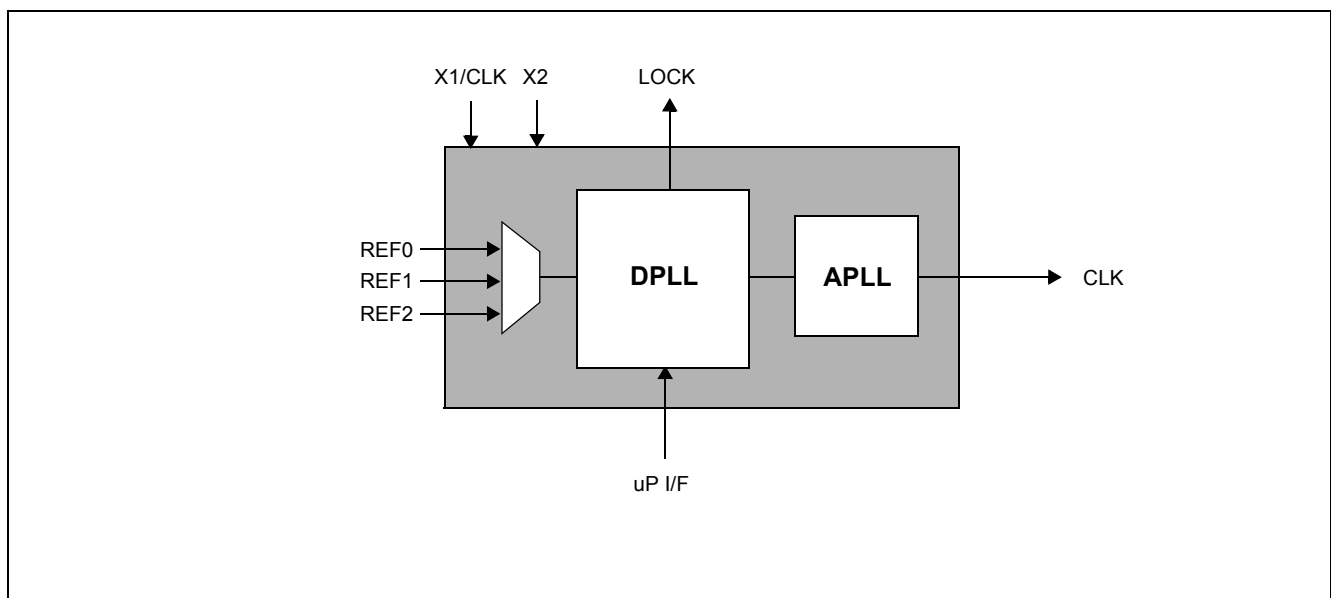 X1/CLK X2 LOCK
REF0
REF1
REF2
DPLL
APLL
CLK
uP I/F